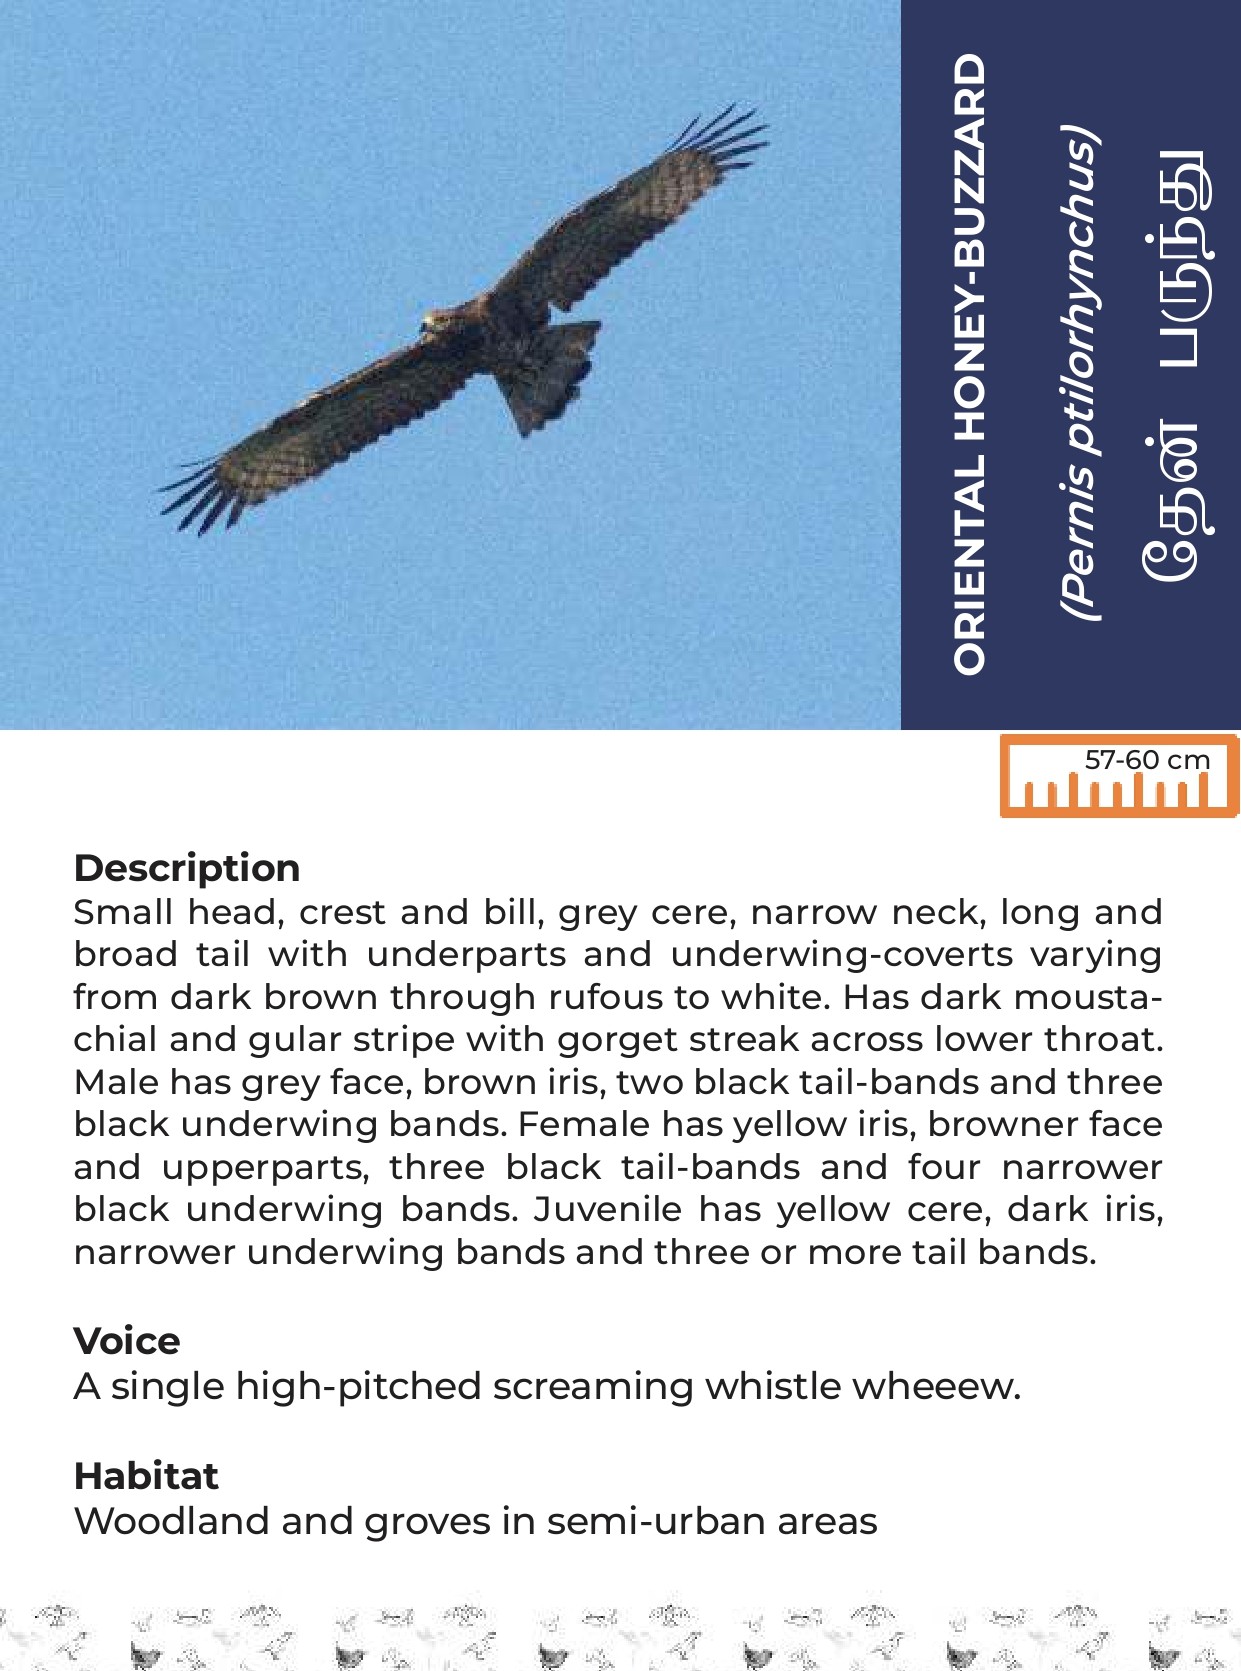 ORIENTAL HONEY-BUZZARD
(Pernis ptilorhynchus)
தேன் பருந்து
57-60 cm
Description
Small head, crest and bill, grey cere, narrow neck, long and
broad tail with underparts and underwing-coverts varying
from dark brown through rufous to white. Has dark mousta-
chial and gular stripe with gorget streak across lower throat.
Male has grey face, brown iris, two black tail-bands and three
black underwing bands. Female has yellow iris, browner face
and upperparts, three black tail-bands and four narrower
black underwing bands. Juvenile has yellow cere, dark iris,
narrower underwing bands and three or more tail bands.
Voice
A single high-pitched screaming whistle wheeew.
Habitat
Woodland and groves in semi-urban areas